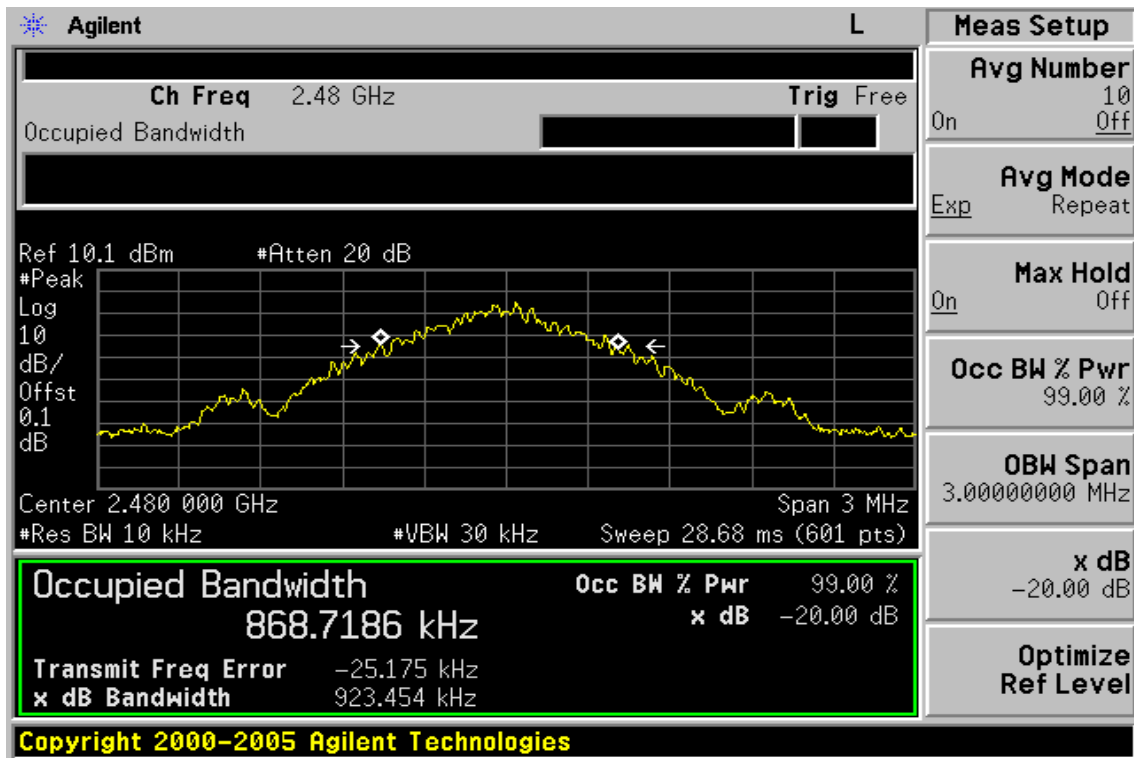 Agilent L
Ch Freq 2.48 GHz Trig Free
Occupied Bandwidth
Ref 10.1 dBm #Atten 20 dB
#Peak
Log
10
dB/
Offst
0.1
dB
Center 2.480 000 GHz Span 3 MHz
#Res BW 10 kHz #VBW 30 kHz Sweep 28.68 ms (601 pts)
Occupied Bandwidth Occ BW % Pwr 99.00 %
868.7186 kHz x dB -20.00 dB
Transmit Freq Error -25.175 kHz
x dB Bandwidth 923.454 kHz
Copyright 2000-2005 Agilent Technologies
Meas Setup
Avg Number
10
On Off
Avg Mode
Exp Repeat
Max Hold
On Off
Occ BW % Pwr
99.00 %
OBW Span
3.00000000 MHz
x dB
-20.00 dB
Optimize
Ref Level